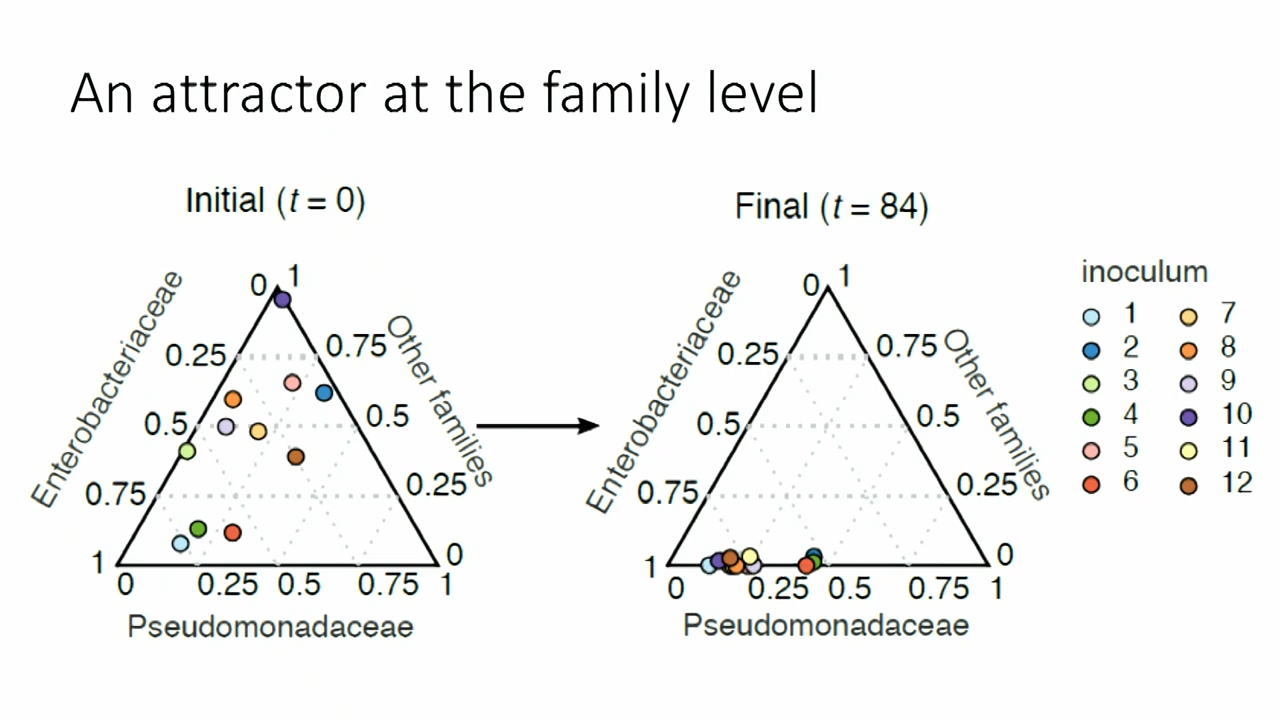 An attractor at the family level
Initial (t = 0)
Final (t = 84)
Enterobacteriaceae
Other families
Pseudomonadaceae
0 1
0.25 0.75
0.5 0.5
0.75 0.25
1 0
0 0.25 0.5 0.75 1
Enterobacteriaceae
Other families
Pseudomonadaceae
0 1
0.25 0.75
0.5 0.5
0.75 0.25
1 0
0 0.25 0.5 0.75 1
inoculum
1 7
2 8
3 9
4 10
5 11
6 12